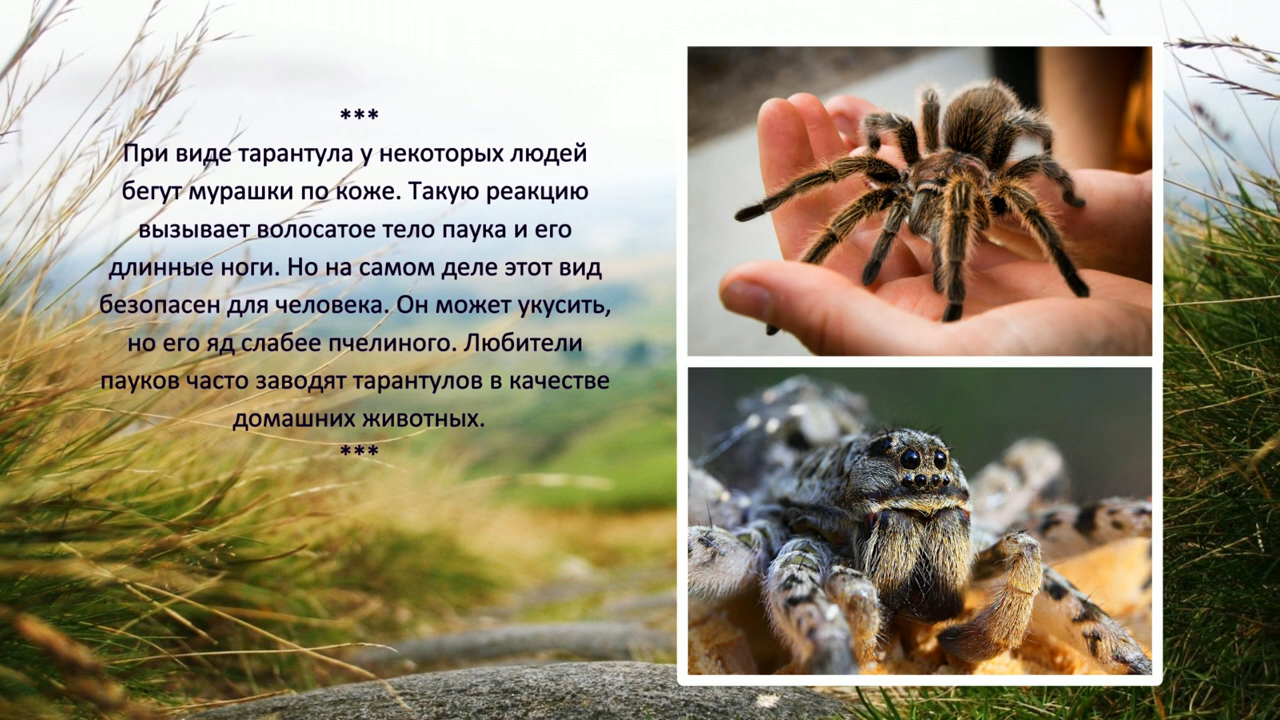 ***
При виде тарантула у некоторых людей
бегут мурашки по коже. Такую реакцию
вызывает волосатое тело паука и его
длинные ноги. Но на самом деле этот вид
безопасен для человека. Он может укусить,
но его яд слабее пчелиного. Любители
пауков часто заводят тарантулов в качестве
домашних животных.
***